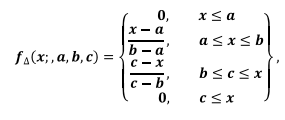 0, x ≤ a
x − a
b − a, a ≤ x ≤ b
f_Δ(x; , a, b, c) =
c − x
c − b, b ≤ c ≤ x
0, c ≤ x ,